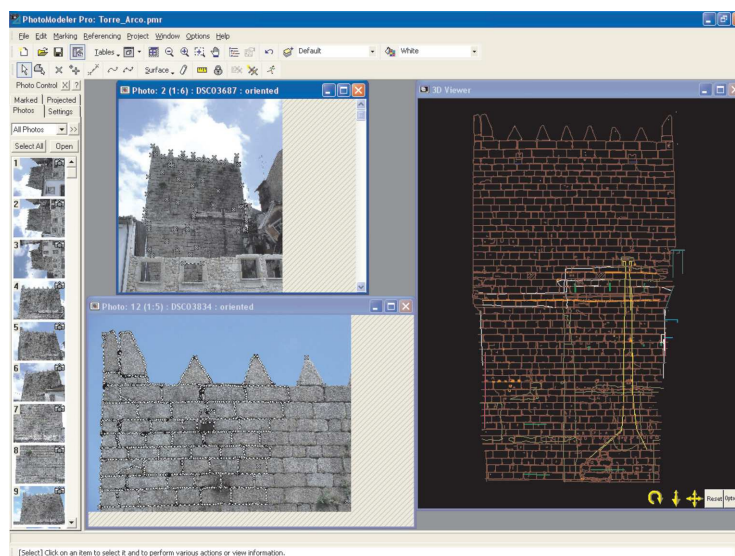 PhotoModeler Pro: Torre_Arco.pmr
File Edit Marking Referencing Project Window Options Help
Tables Default White
Surface
Photo Control X ?
Marked Projected
Photos Settings
All Photos >>
Select All Open
1
2
3
4
5
6
7
8
9
Photo: 2 (1:6) : DSC03687 : oriented
Photo: 12 (1:5) : DSC03834 : oriented
3D Viewer
Reset Opti
[Select] Click on an item to select it and to perform various actions or view information.